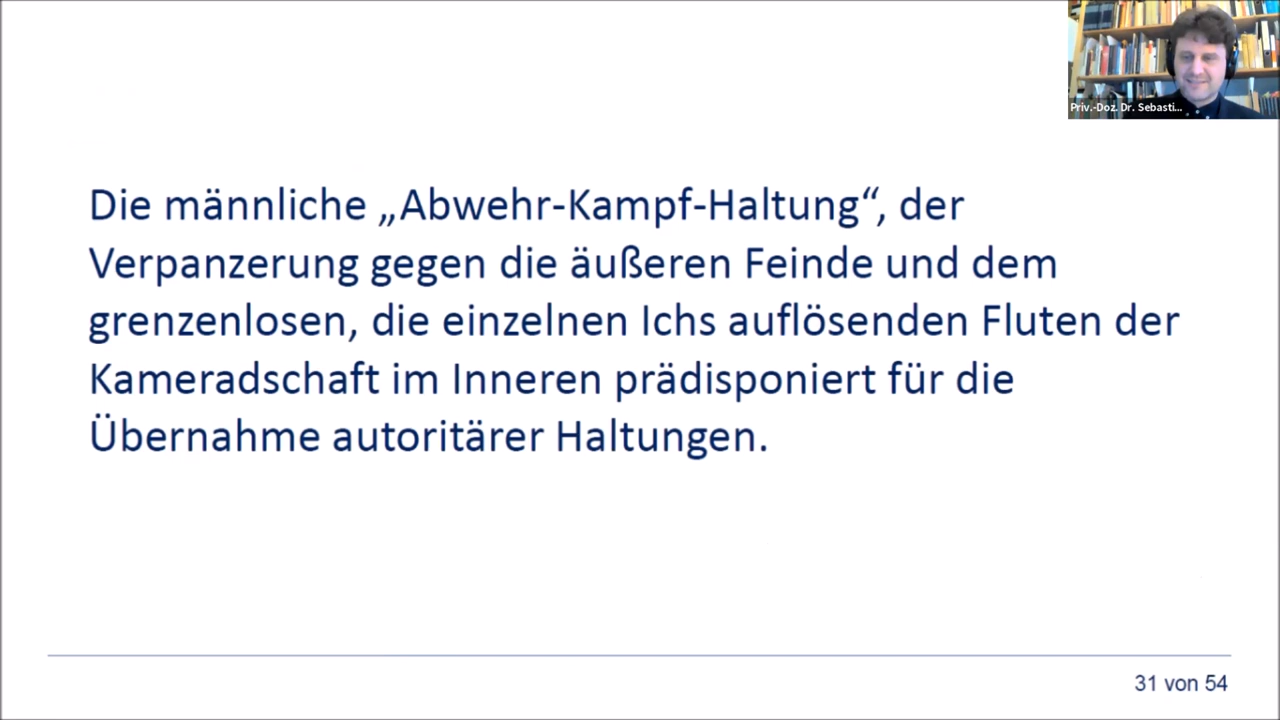 Priv.-Doz. Dr. Sebasti...
Die männliche „Abwehr-Kampf-Haltung“, der
Verpanzerung gegen die äußeren Feinde und dem
grenzenlosen, die einzelnen Ichs auflösenden Fluten der
Kameradschaft im Inneren prädisponiert für die
Übernahme autoritärer Haltungen.
31 von 54